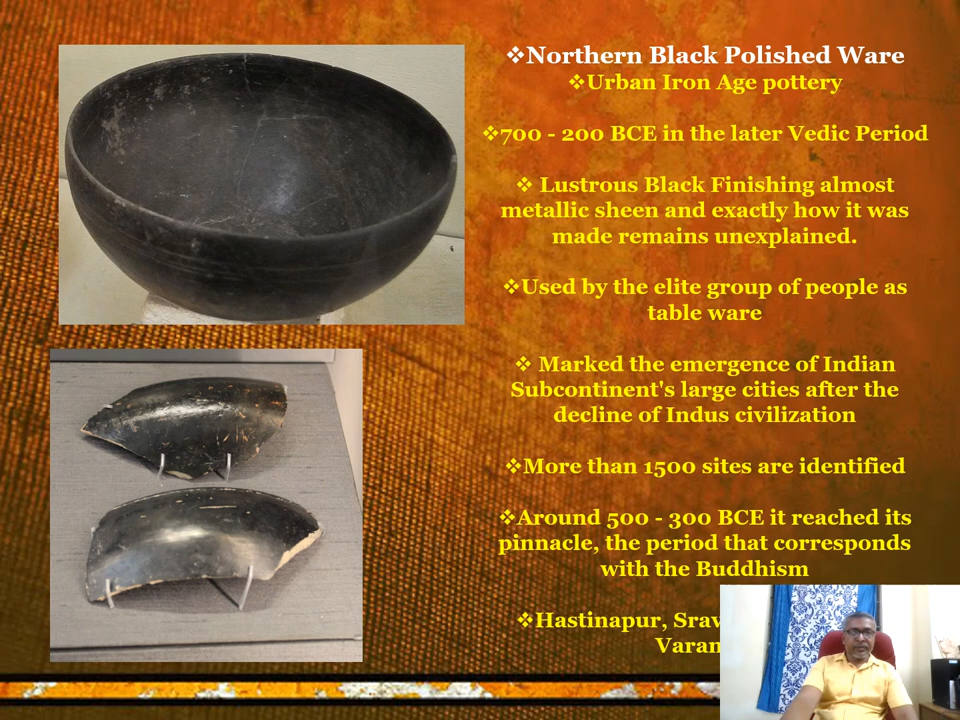 ❖Northern Black Polished Ware
❖Urban Iron Age pottery
❖700 - 200 BCE in the later Vedic Period
❖ Lustrous Black Finishing almost
metallic sheen and exactly how it was
made remains unexplained.
❖Used by the elite group of people as
table ware
❖ Marked the emergence of Indian
Subcontinent's large cities after the
decline of Indus civilization
❖More than 1500 sites are identified
❖Around 500 - 300 BCE it reached its
pinnacle, the period that corresponds
with the Buddhism
❖Hastinapur,